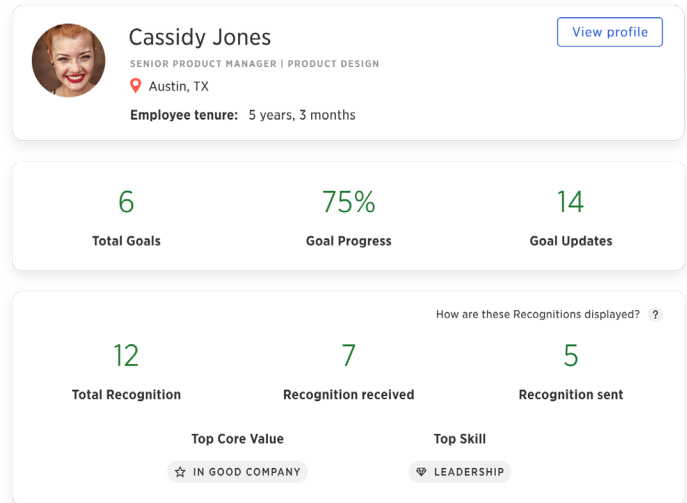 Cassidy Jones
View profile
SENIOR PRODUCT MANAGER | PRODUCT DESIGN
Austin, TX
Employee tenure: 5 years, 3 months
6
75%
14
Total Goals
Goal Progress
Goal Updates
How are these Recognitions displayed? ?
12
7
5
Total Recognition
Recognition received
Recognition sent
Top Core Value
Top Skill
IN GOOD COMPANY
LEADERSHIP